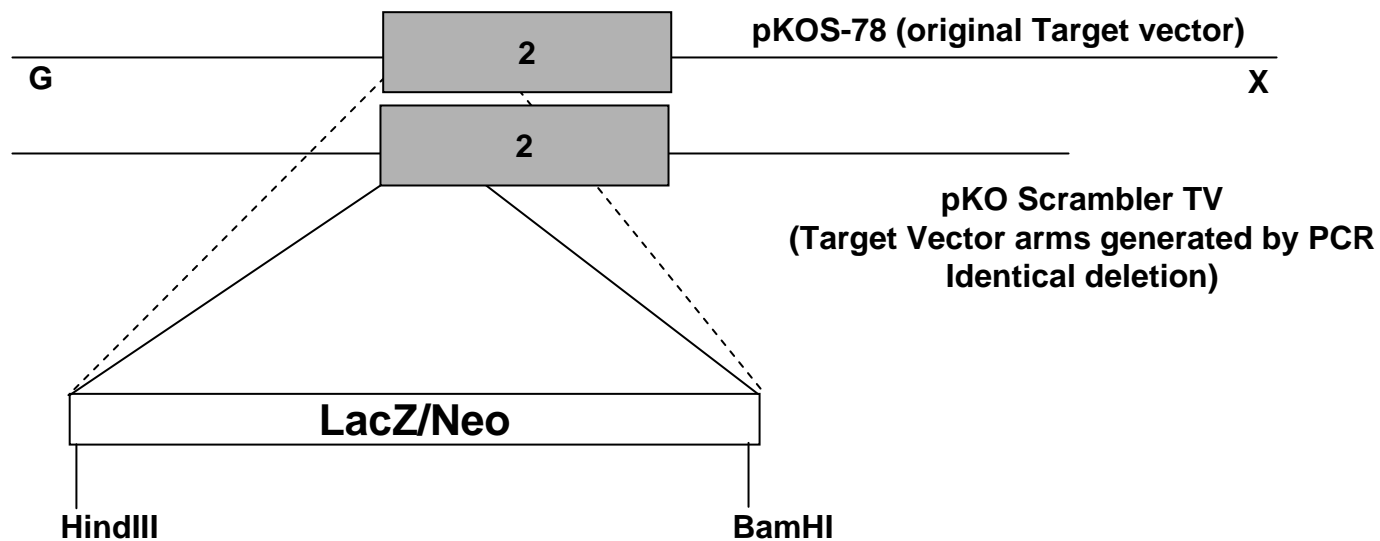 pKOS-78 (original Target vector)
2
G
X
2
pKO Scrambler TV
(Target Vector arms generated by PCR
Identical deletion)
LacZ/Neo
HindIII
BamHI